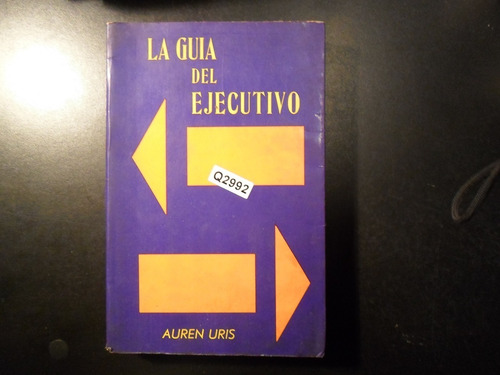 LA GUIA
DEL
EJECUTIVO
Q2992
AUREN URIS